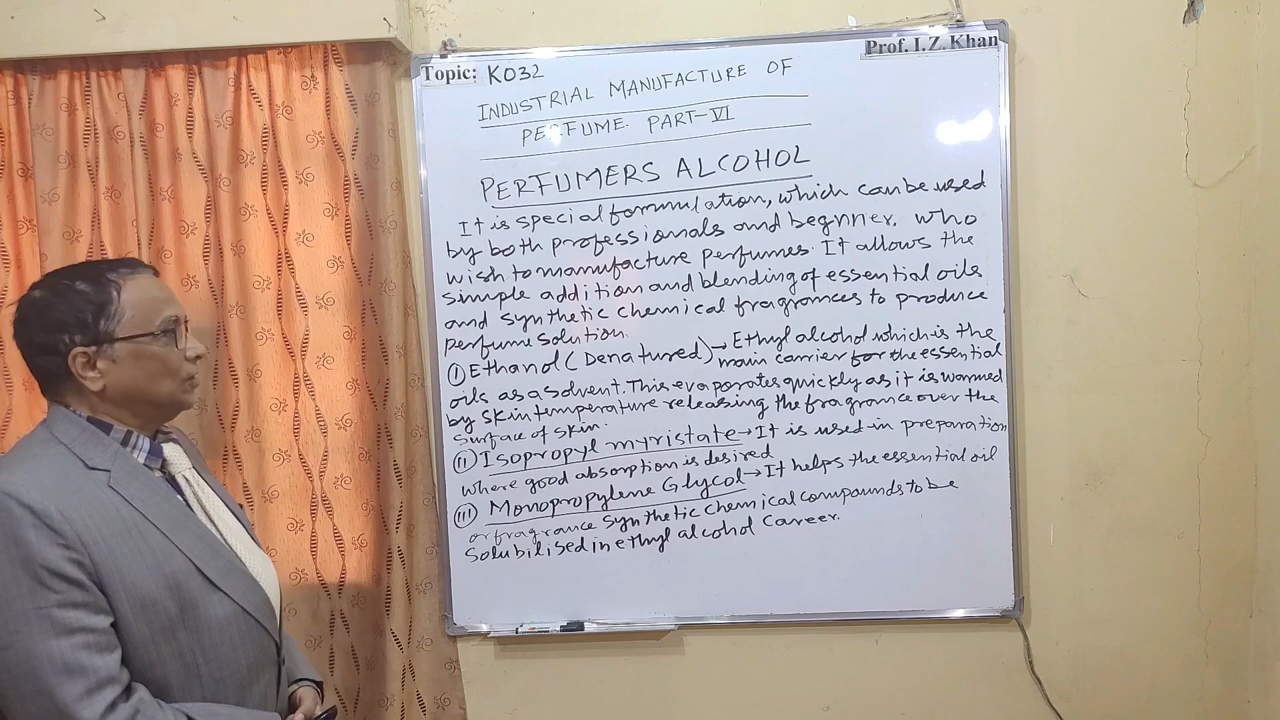 Prof. I. Z. Khan
Topic: K032
INDUSTRIAL MANUFACTURE OF
PERFUME. PART-VI
PERFUMERS ALCOHOL
It is special formulation, which can be used
by both professionals and beginner, who
wish to manufacture perfumes. It allows the
simple addition and blending of essential oils
and synthetic chemical fragrances to produce
perfume solution.
(I) Ethanol (Denatured) → Ethyl alcohol which is the
main carrier for the essential
oils as a solvent. This evaporates quickly as it is warmed
by skin temperature releasing the fragrance over the
surface of skin.
(II) Isopropyl myristate → It is used in preparation
where good absorption is desired
(III) Monopropylene Glycol → It helps the essential oil
or fragrance synthetic chemical compounds to be
solubilised in ethyl alcohol Career.